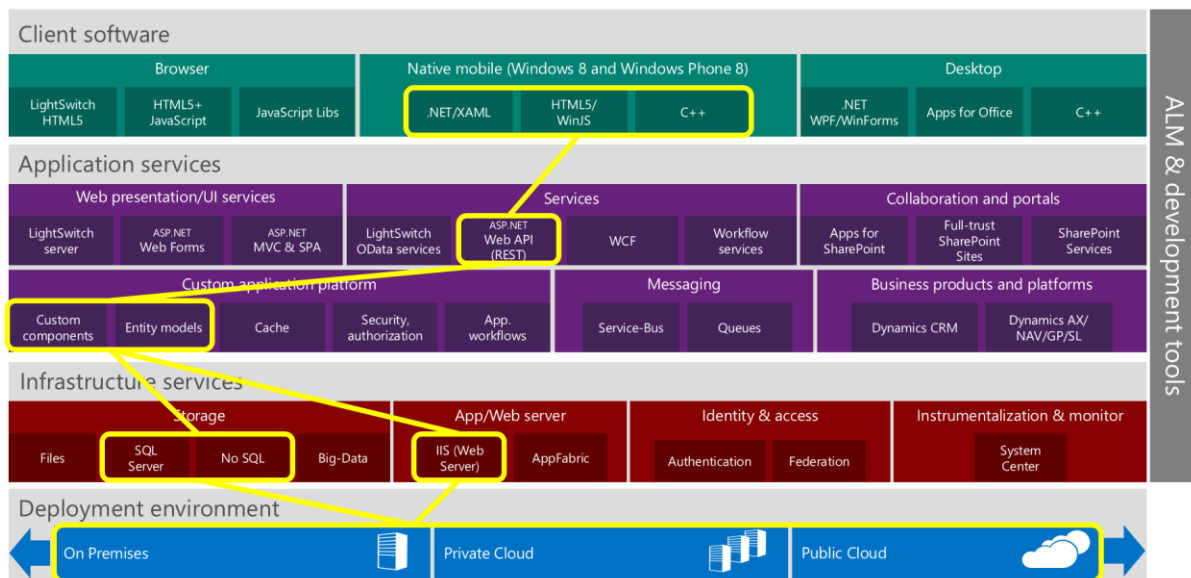 Client software
Browser
Native mobile (Windows 8 and Windows Phone 8)
Desktop
LightSwitch
HTML5
HTML5+
JavaScript
JavaScript Libs
.NET/XAML
HTML5/
WinJS
C++
.NET
WPF/WinForms
Apps for Office
C++
Application services
Web presentation/UI services
Services
Collaboration and portals
LightSwitch
server
ASP.NET
Web Forms
ASP.NET
MVC & SPA
LightSwitch
OData services
ASP.NET
Web API
(REST)
WCF
Workflow
services
Apps for
SharePoint
Full-trust
SharePoint
Sites
SharePoint
Services
Custom application platform
Messaging
Business products and platforms
Custom
components
Entity models
Cache
Security,
authorization
App.
workflows
Service-Bus
Queues
Dynamics CRM
Dynamics AX/
NAV/GP/SL
Infrastructure services
Storage
App/Web server
Identity & access
Instrumentalization & monitor
Files
SQL
Server
No SQL
Big-Data
IIS (Web
Server)
AppFabric
Authentication
Federation
System
Center
Deployment environment
On Premises
Private Cloud
Public Cloud
ALM & development tools